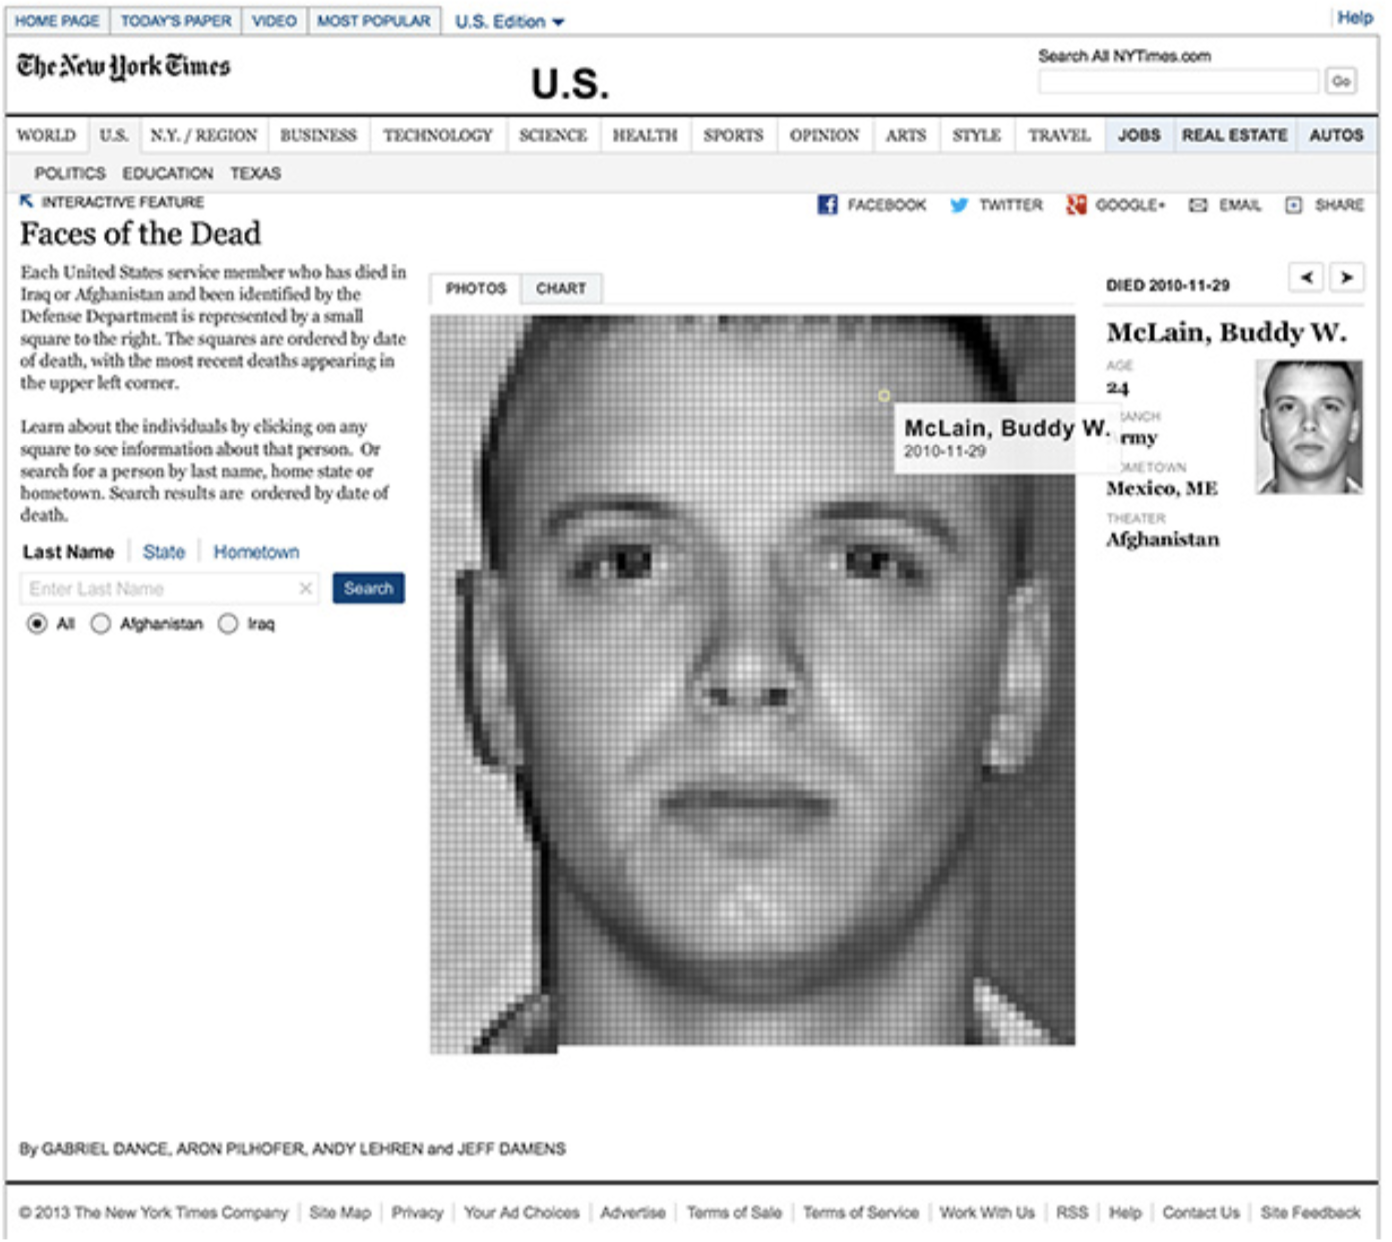 HOME PAGE TODAY'S PAPER VIDEO MOST POPULAR U.S. Edition
Help
The New York Times
U.S.
Search All NYTimes.com
Go
WORLD U.S. N.Y. / REGION BUSINESS TECHNOLOGY SCIENCE HEALTH SPORTS OPINION ARTS STYLE TRAVEL JOBS REAL ESTATE AUTOS
POLITICS EDUCATION TEXAS
INTERACTIVE FEATURE
FACEBOOK TWITTER GOOGLE+ EMAIL SHARE
Faces of the Dead
Each United States service member who has died in
Iraq or Afghanistan and been identified by the
Defense Department is represented by a small
square to the right. The squares are ordered by date
of death, with the most recent deaths appearing in
the upper left corner.
Learn about the individuals by clicking on any
square to see information about that person. Or
search for a person by last name, home state or
hometown. Search results are ordered by date of
death.
Last Name State Hometown
Enter Last Name Search
All Afghanistan Iraq
PHOTOS CHART
McLain, Buddy W.
2010-11-29
DIED 2010-11-29
McLain, Buddy W.
AGE
24
RANCH
rmy
OMETOWN
Mexico, ME
THEATER
Afghanistan
By GABRIEL DANCE, ARON PILHOFER, ANDY LEHREN and JEFF DAMENS
© 2013 The New York Times Company Site Map Privacy Your Ad Choices Advertise Terms of Sale Terms of Service Work With Us RSS Help Contact Us Site Feedback